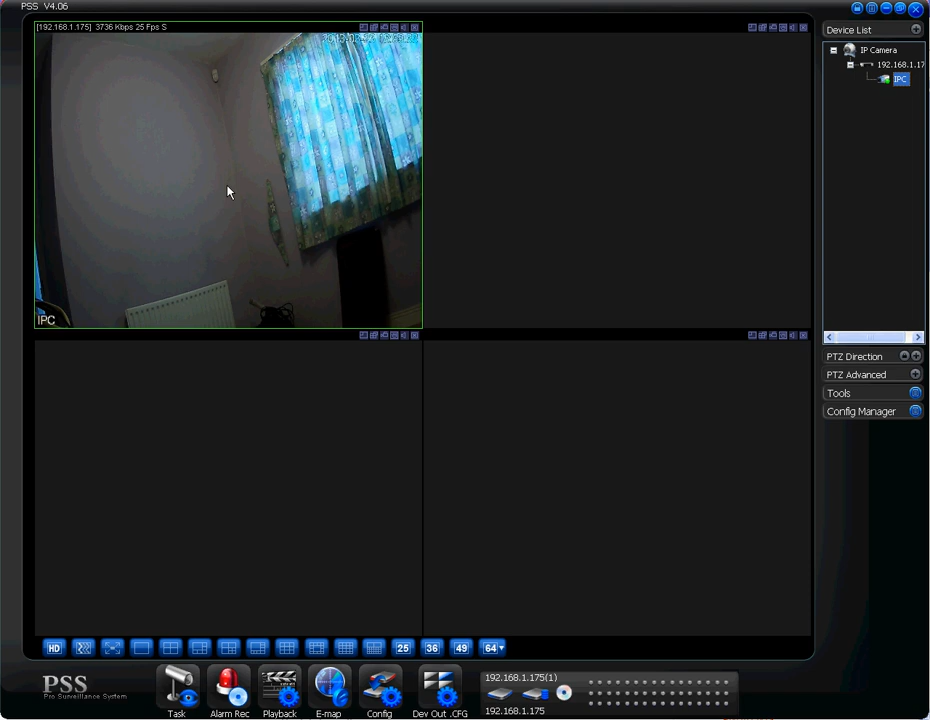 PSS V4.06
[192.168.1.175] 3736 Kbps 25 Fps S
IPC
Device List
IP Camera
192.168.1.17
IPC
PTZ Direction
PTZ Advanced
Tools
Config Manager
HD
25
36
49
64
PSS
Pro Surveillance System
Task
Alarm Rec
Playback
E-map
Config
Dev Out .CFG
192.168.1.175(1)
192.168.1.175